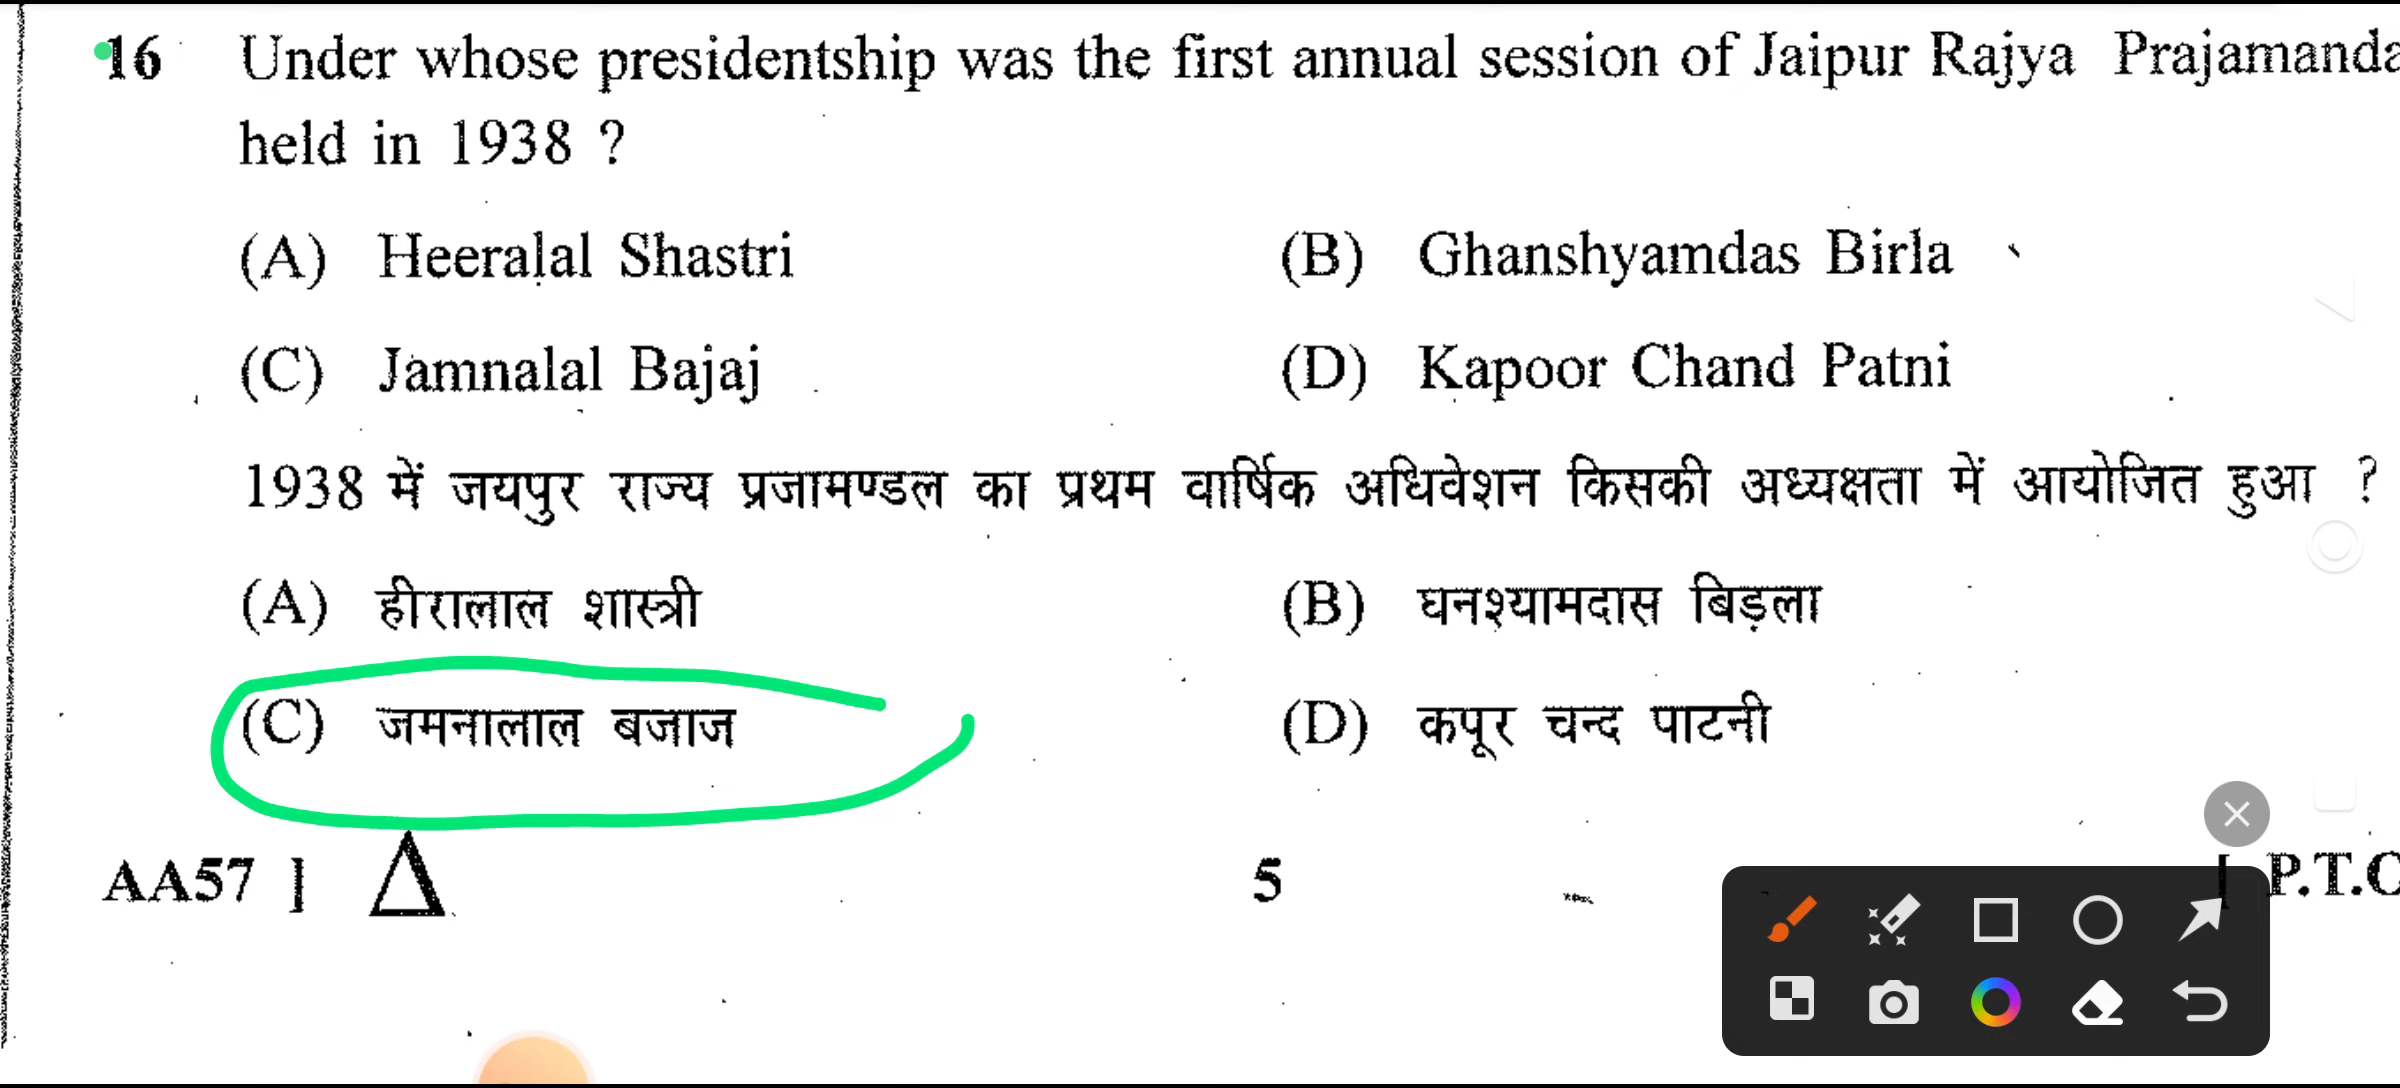 16 Under whose presidentship was the first annual session of Jaipur Rajya Prajamanda
held in 1938 ?
(A) Heeralal Shastri (B) Ghanshyamdas Birla
(C) Jamnalal Bajaj (D) Kapoor Chand Patni
1938 में जयपुर राज्य प्रजामण्डल का प्रथम वार्षिक अधिवेशन किसकी अध्यक्षता में आयोजित हुआ ?
(A) हीरालाल शास्त्री (B) घनश्यामदास बिड़ला
(C) जमनालाल बजाज (D) कपूर चन्द पाटनी
AA57 ] Δ 5 [ P.T.C